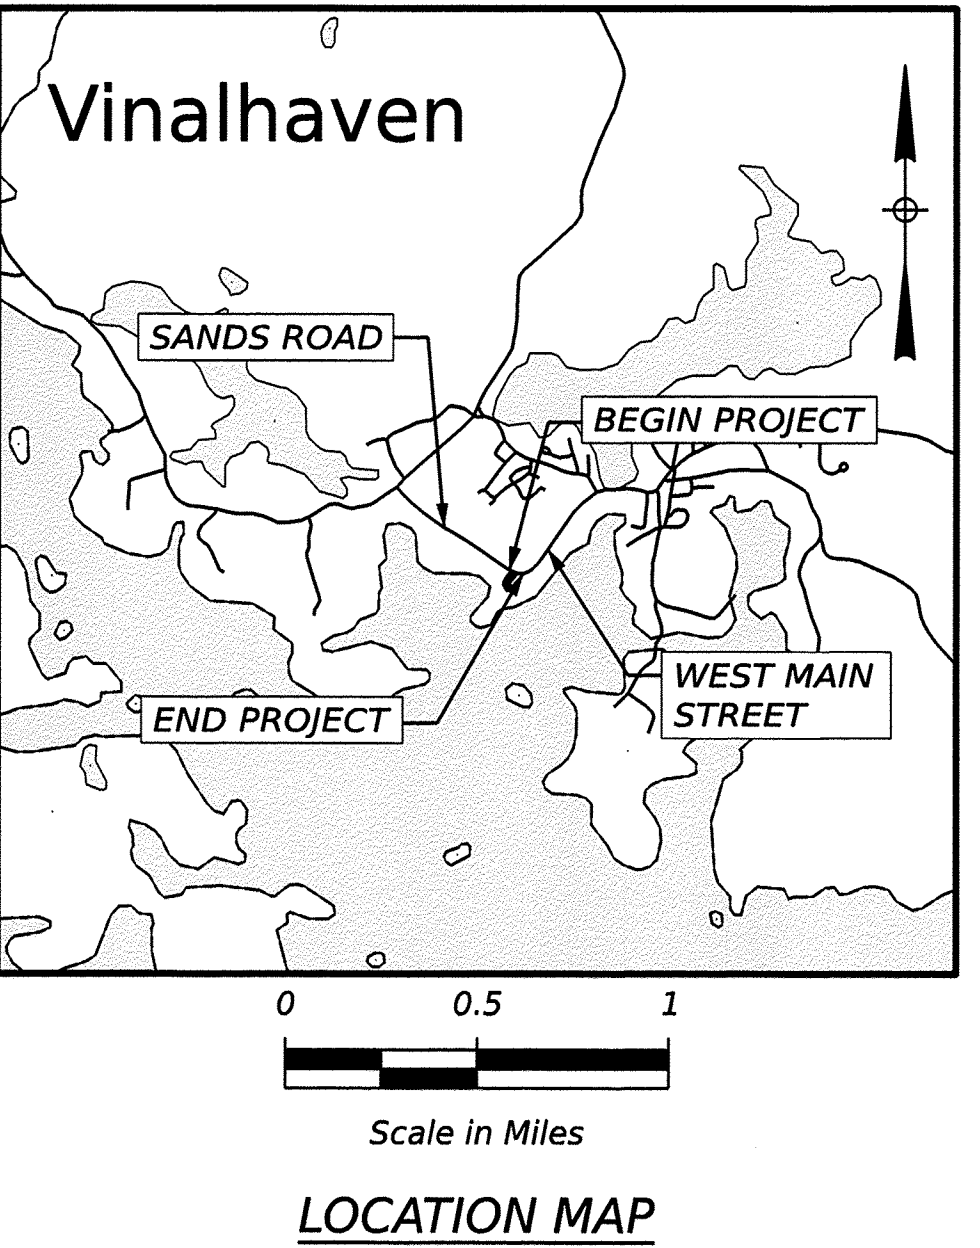 Vinalhaven
SANDS ROAD
BEGIN PROJECT
WEST MAIN
STREET
END PROJECT
0 0.5 1
Scale in Miles
LOCATION MAP